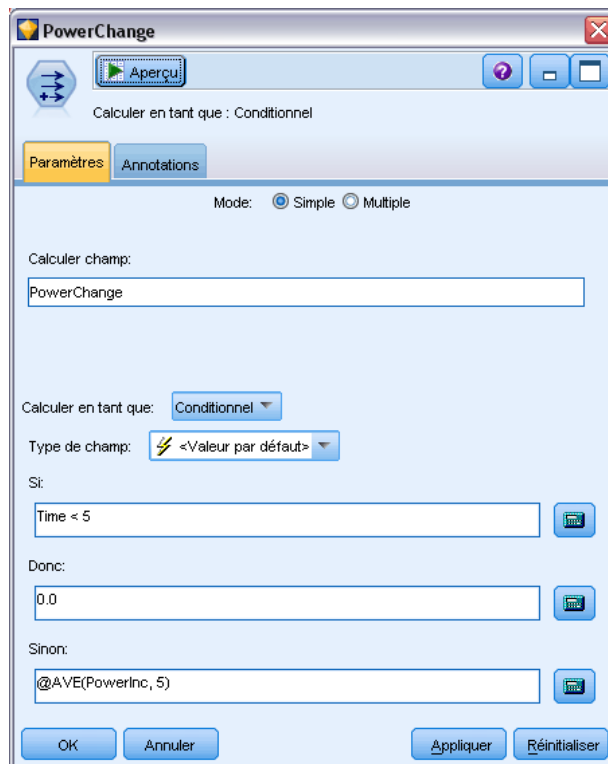 PowerChange
Aperçu
Calculer en tant que : Conditionnel
Paramètres Annotations
Mode: Simple Multiple
Calculer champ:
PowerChange
Calculer en tant que: Conditionnel
Type de champ: <Valeur par défaut>
Si:
Time < 5
Donc:
0.0
Sinon:
@AVE(PowerInc, 5)
OK Annuler Appliquer Réinitialiser